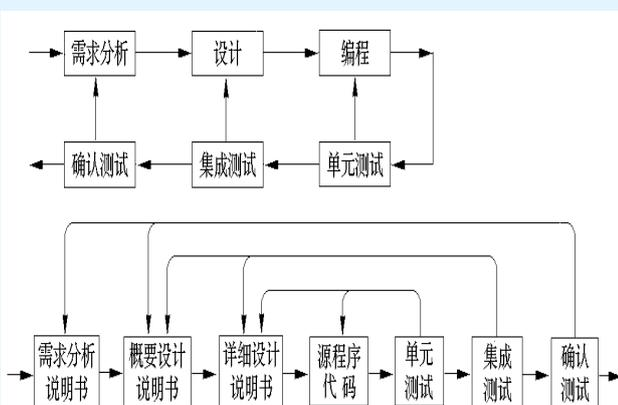 需求分析
设计
编程
确认测试
集成测试
单元测试
需求分析
说明书
概要设计
说明书
详细设计
说明书
源程序
代码
单元
测试
集成
测试
确认
测试